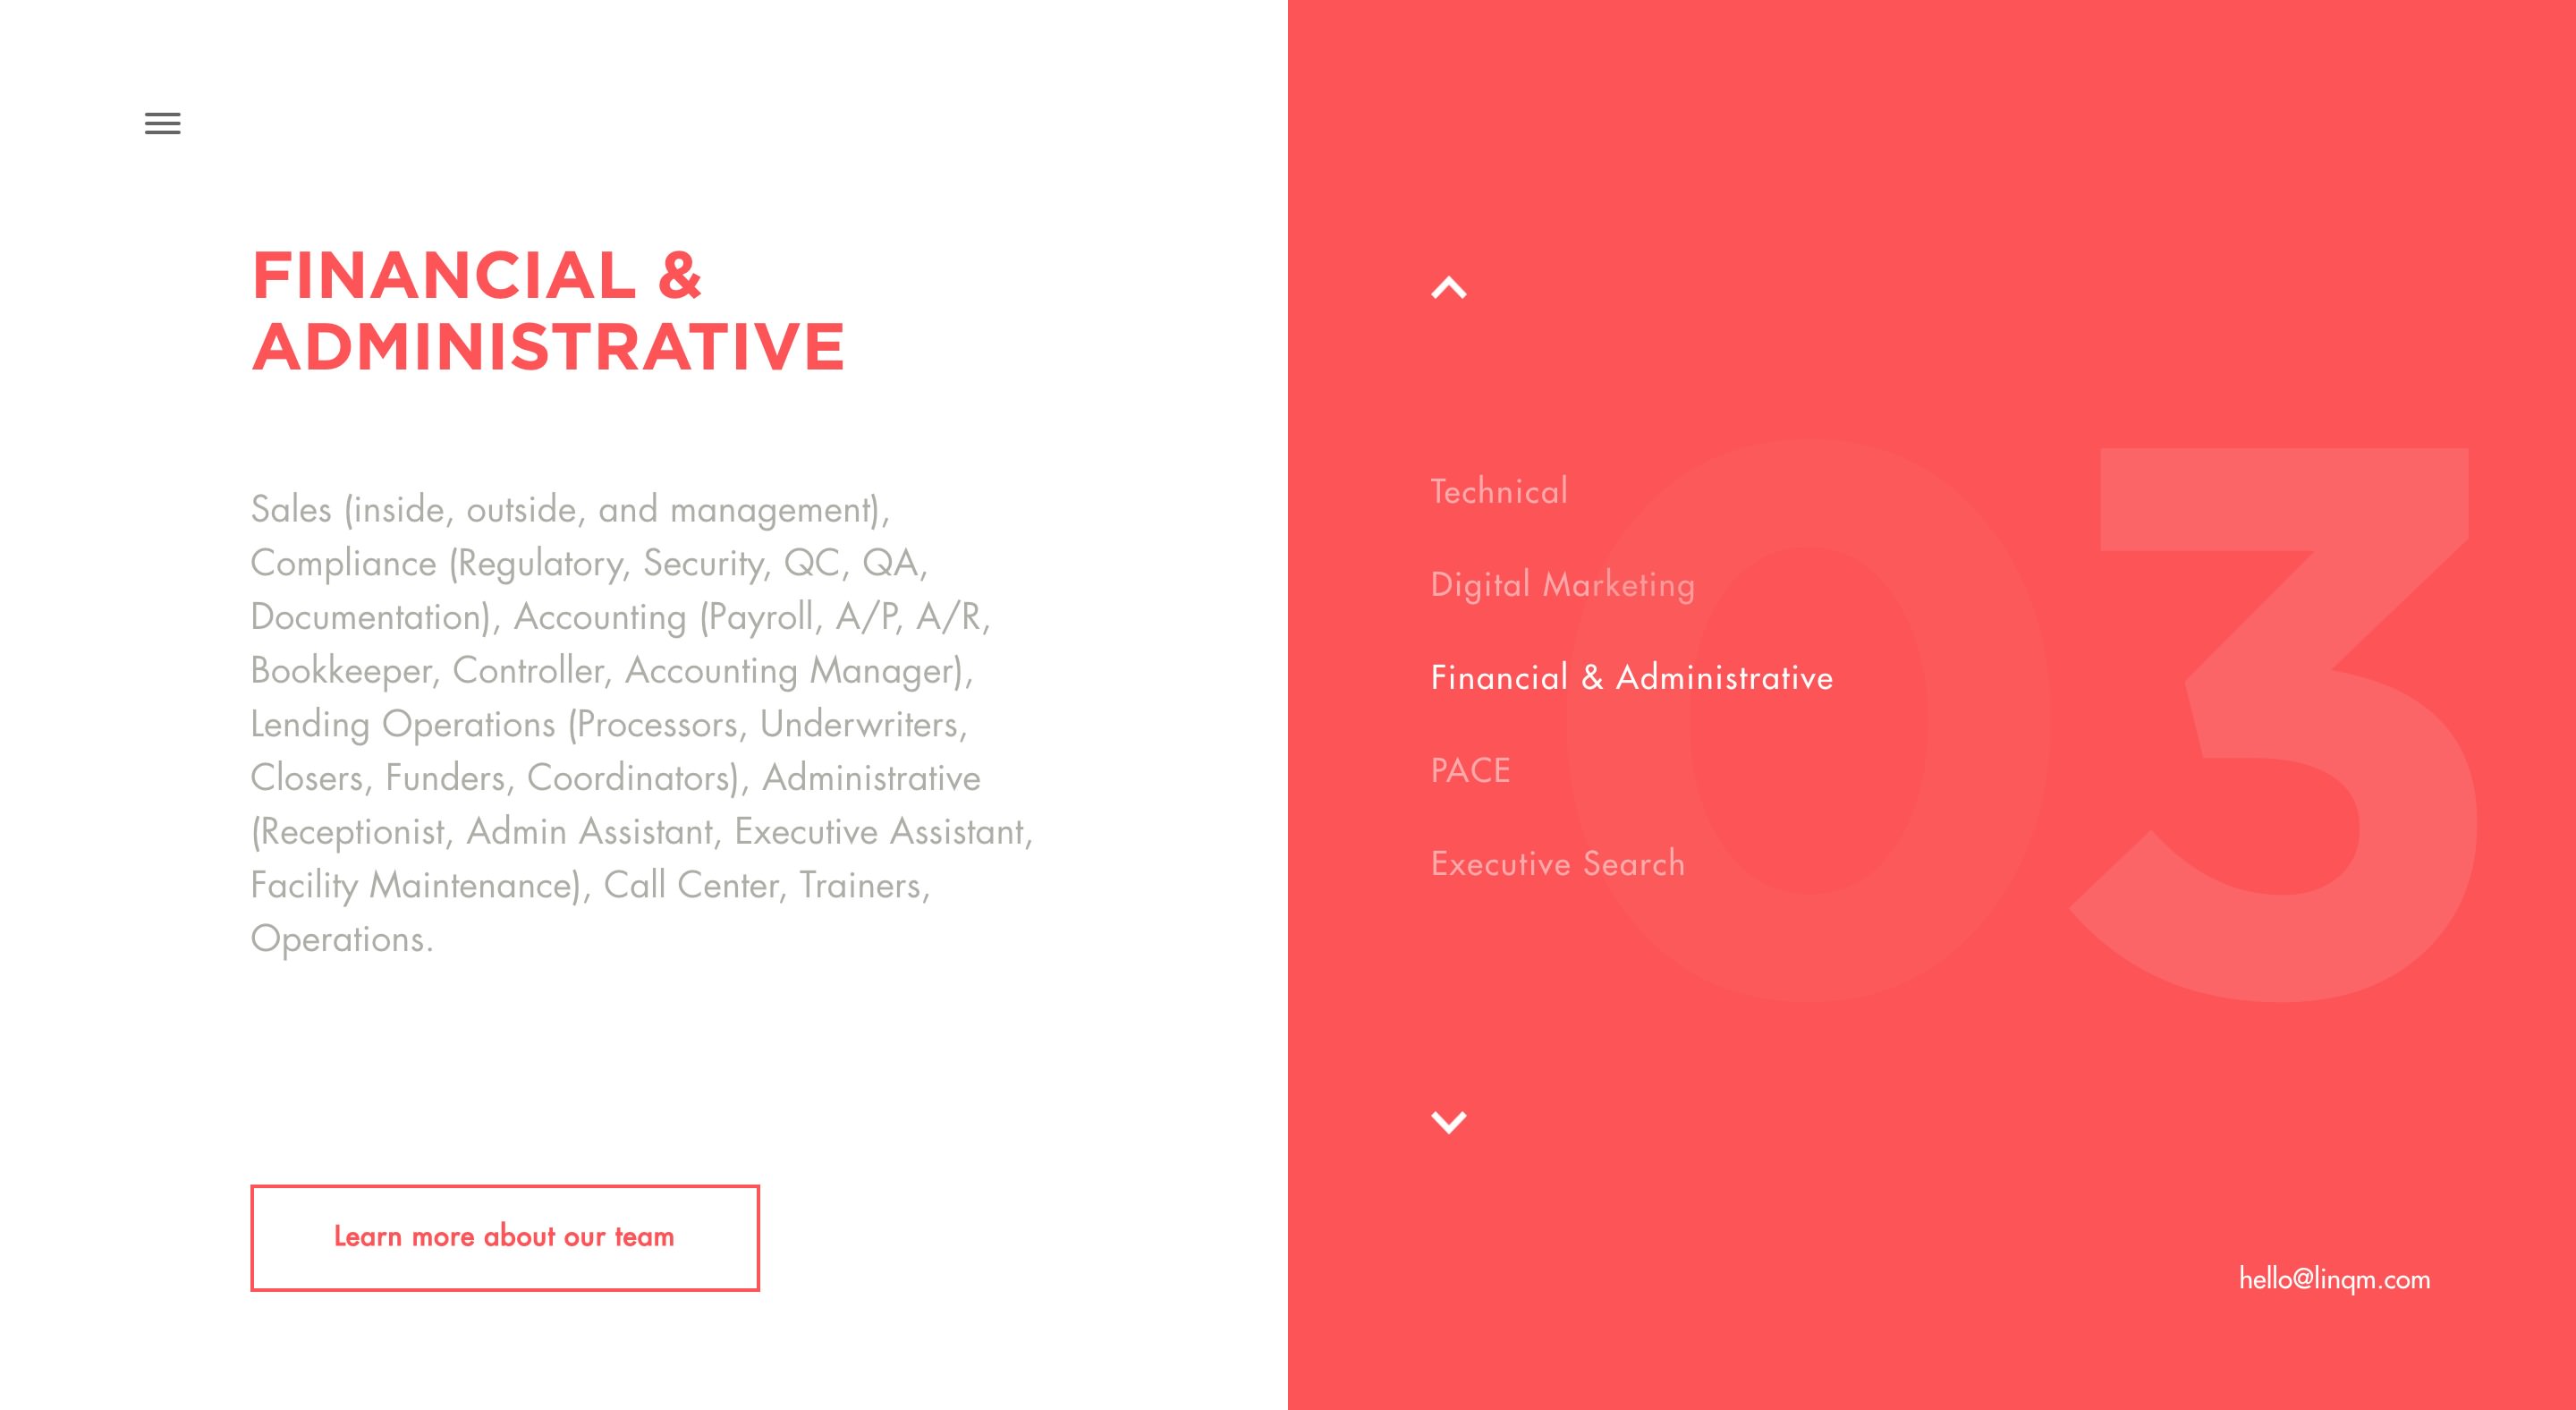 FINANCIAL &
ADMINISTRATIVE
Sales (inside, outside, and management),
Compliance (Regulatory, Security, QC, QA,
Documentation), Accounting (Payroll, A/P, A/R,
Bookkeeper, Controller, Accounting Manager),
Lending Operations (Processors, Underwriters,
Closers, Funders, Coordinators), Administrative
(Receptionist, Admin Assistant, Executive Assistant,
Facility Maintenance), Call Center, Trainers,
Operations.
Learn more about our team
Technical
Digital Marketing
Financial & Administrative
PACE
Executive Search
03
hello@linqm.com